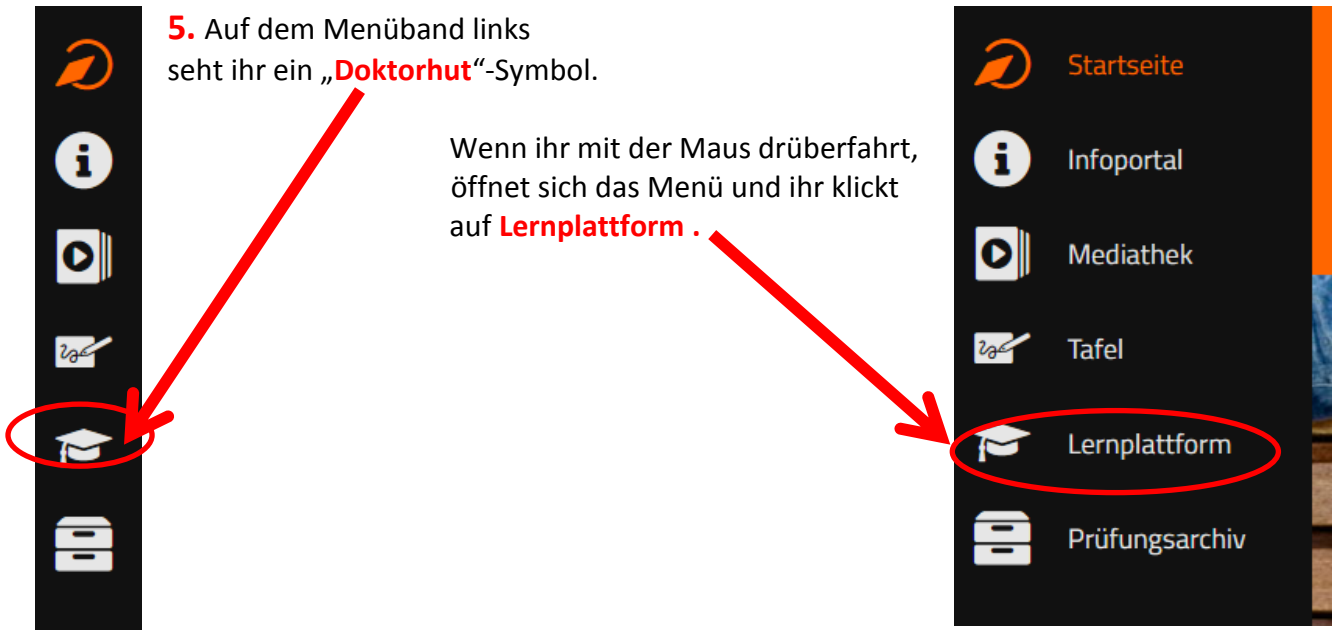 5. Auf dem Menüband links
seht ihr ein „Doktorhut“-Symbol.
Wenn ihr mit der Maus drüberfahrt,
öffnet sich das Menü und ihr klickt
auf Lernplattform .
Startseite
Infoportal
Mediathek
Tafel
Lernplattform
Prüfungsarchiv